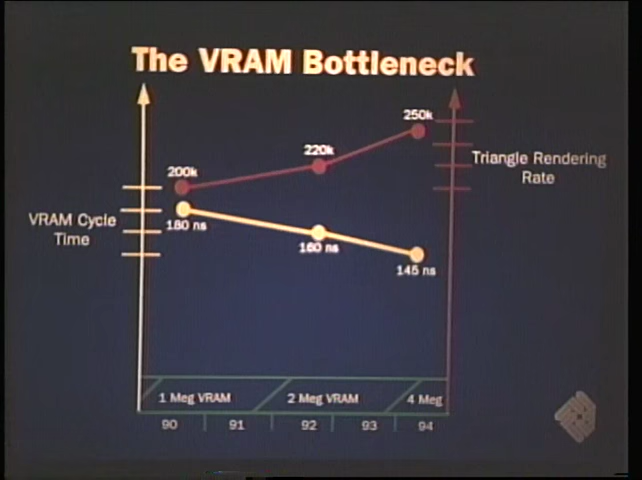 The VRAM Bottleneck
250k
220k
200k
Triangle Rendering
Rate
VRAM Cycle
Time
180 ns
160 ns
145 ns
1 Meg VRAM
2 Meg VRAM
4 Meg
90
91
92
93
94